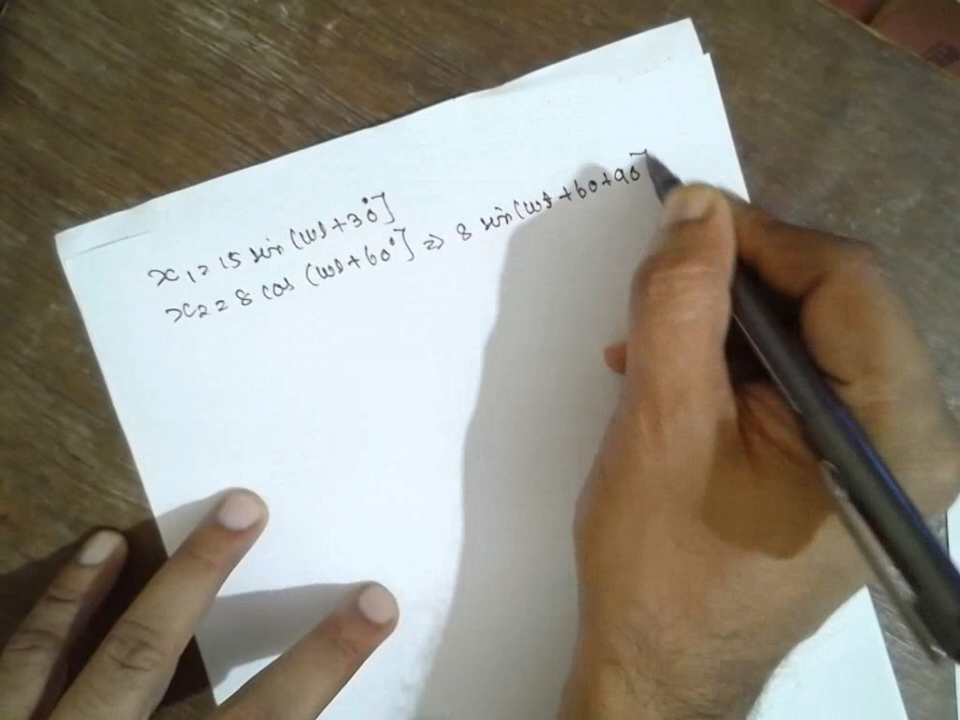 x₁ = 15 sin (ωt + 30°]
x₂ = 8 cos (ωt + 60°] ⇒ 8 sin (ωt + 60 + 90